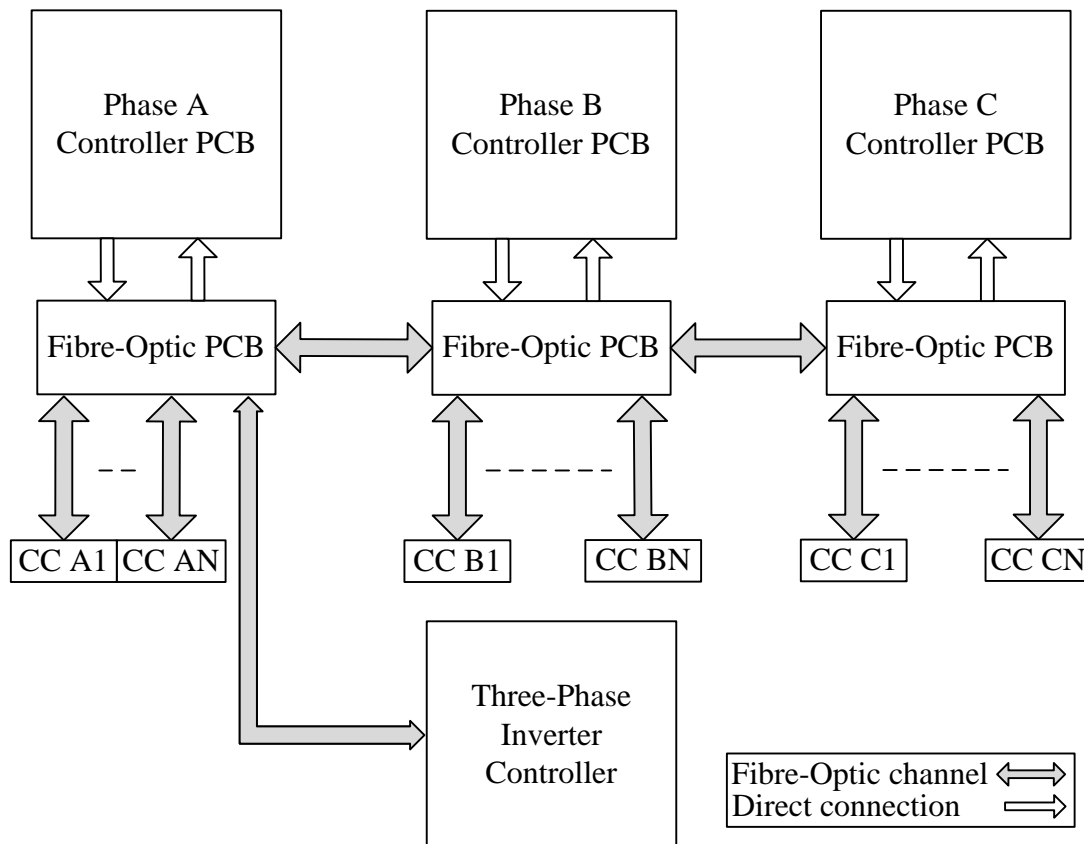 Phase A
Controller PCB
Phase B
Controller PCB
Phase C
Controller PCB
Fibre-Optic PCB
Fibre-Optic PCB
Fibre-Optic PCB
CC A1
CC AN
CC B1
CC BN
CC C1
CC CN
Three-Phase
Inverter
Controller
Fibre-Optic channel
Direct connection